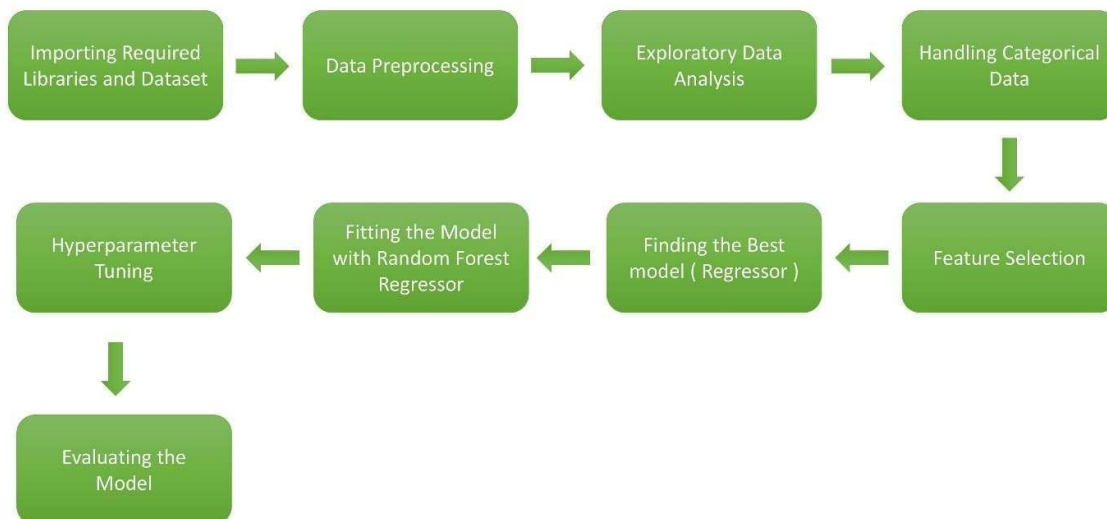 Importing Required
Libraries and Dataset
Data Preprocessing
Exploratory Data
Analysis
Handling Categorical
Data
Feature Selection
Finding the Best
model ( Regressor )
Fitting the Model
with Random Forest
Regressor
Hyperparameter
Tuning
Evaluating the
Model